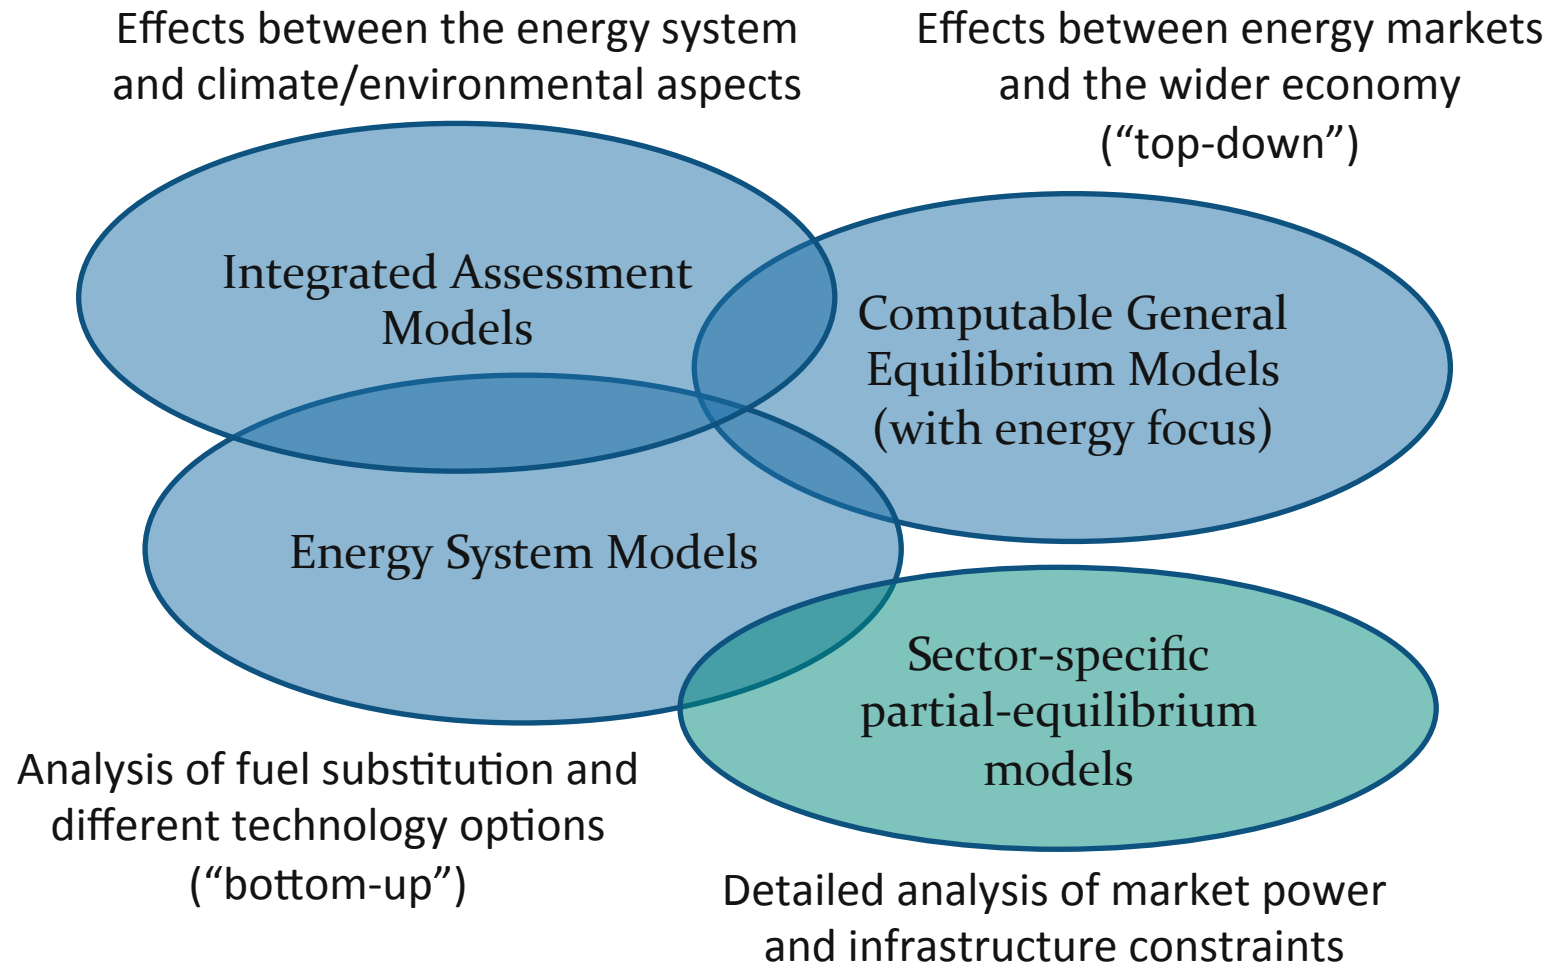 Effects between the energy system
and climate/environmental aspects
Effects between energy markets
and the wider economy
(“top-down”)
Integrated Assessment
Models
Computable General
Equilibrium Models
(with energy focus)
Energy System Models
Sector-specific
partial-equilibrium
models
Analysis of fuel substitution and
different technology options
(“bottom-up”)
Detailed analysis of market power
and infrastructure constraints